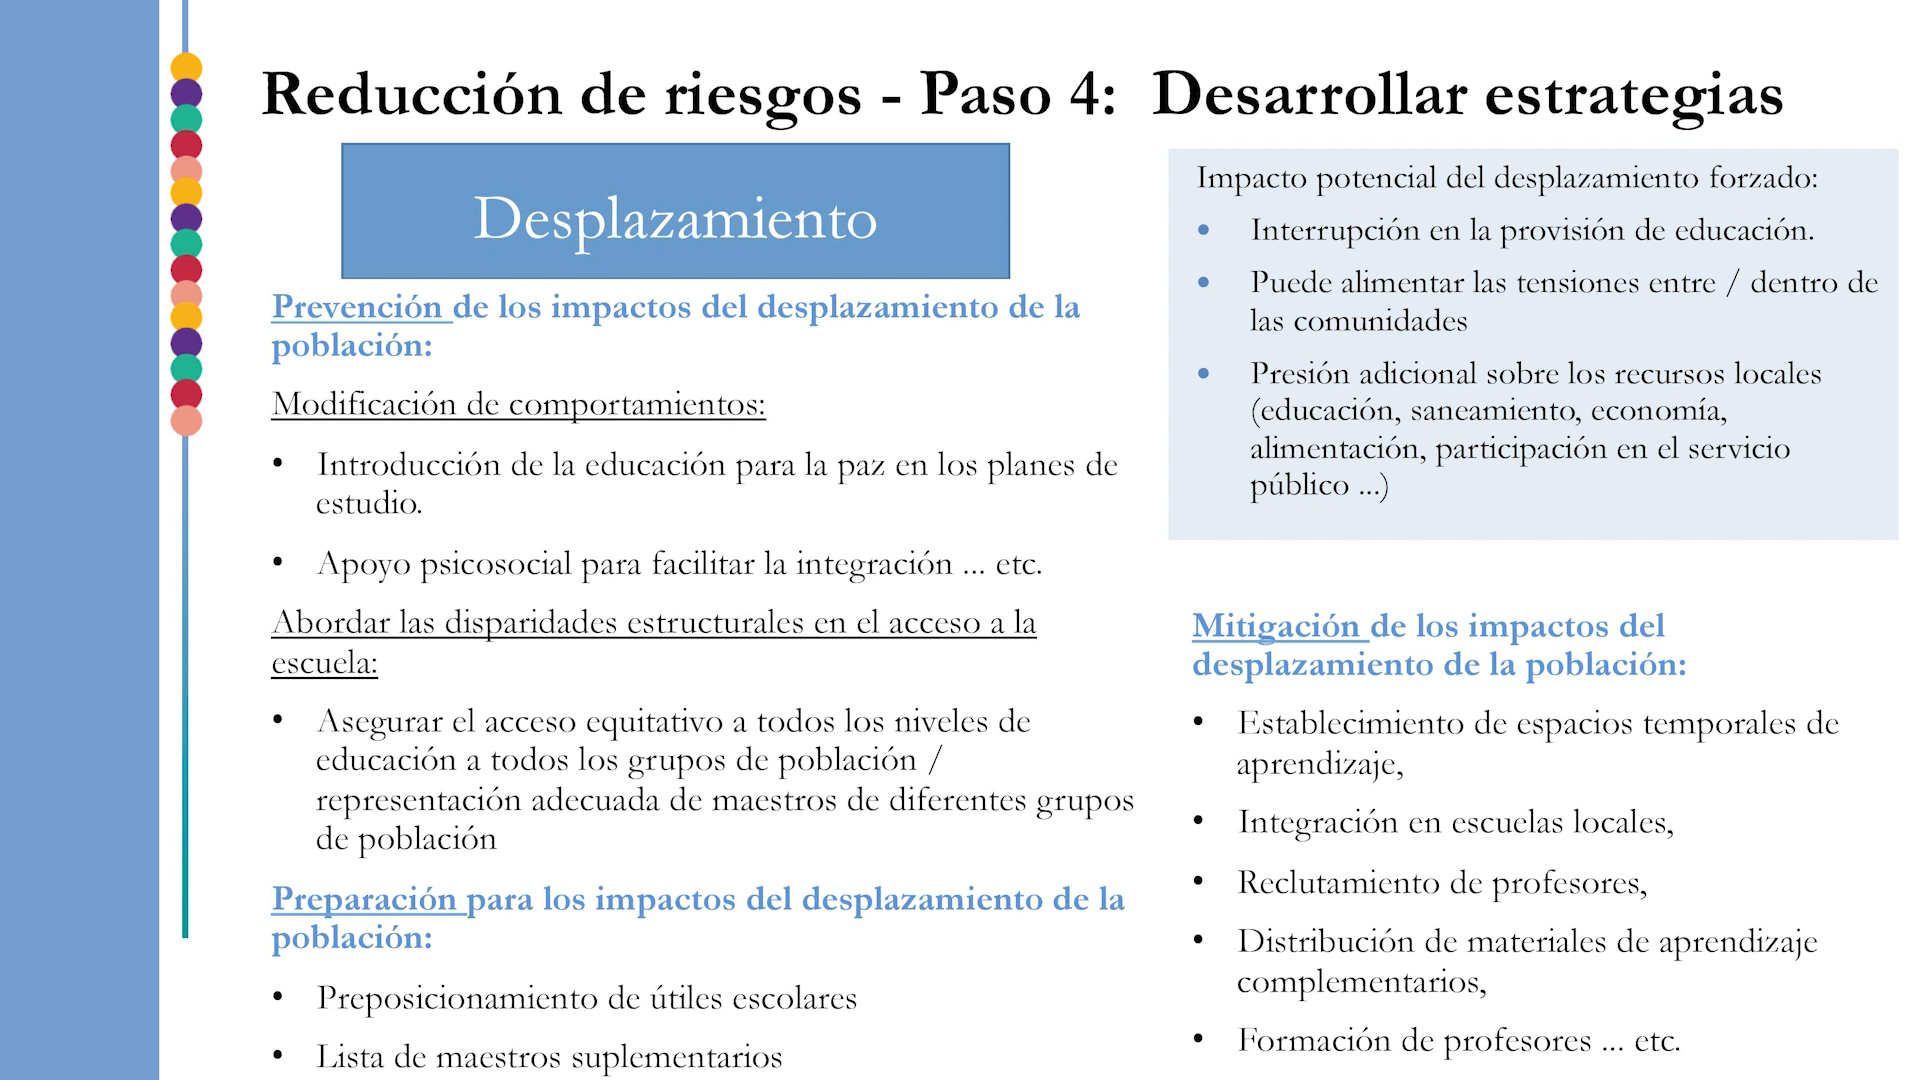 Reducción de riesgos - Paso 4: Desarrollar estrategias
Desplazamiento
Prevención de los impactos del desplazamiento de la
población:
Modificación de comportamientos:
• Introducción de la educación para la paz en los planes de
estudio.
• Apoyo psicosocial para facilitar la integración ... etc.
Abordar las disparidades estructurales en el acceso a la
escuela:
• Asegurar el acceso equitativo a todos los niveles de
educación a todos los grupos de población /
representación adecuada de maestros de diferentes grupos
de población
Preparación para los impactos del desplazamiento de la
población:
• Preposicionamiento de útiles escolares
• Lista de maestros suplementarios
Impacto potencial del desplazamiento forzado:
• Interrupción en la provisión de educación.
• Puede alimentar las tensiones entre / dentro de
las comunidades
• Presión adicional sobre los recursos locales
(educación, saneamiento, economía,
alimentación, participación en el servicio
público ...)
Mitigación de los impactos del
desplazamiento de la población:
• Establecimiento de espacios temporales de
aprendizaje,
• Integración en escuelas locales,
• Reclutamiento de profesores,
• Distribución de materiales de aprendizaje
complementarios,
• Formación de profesores ... etc.